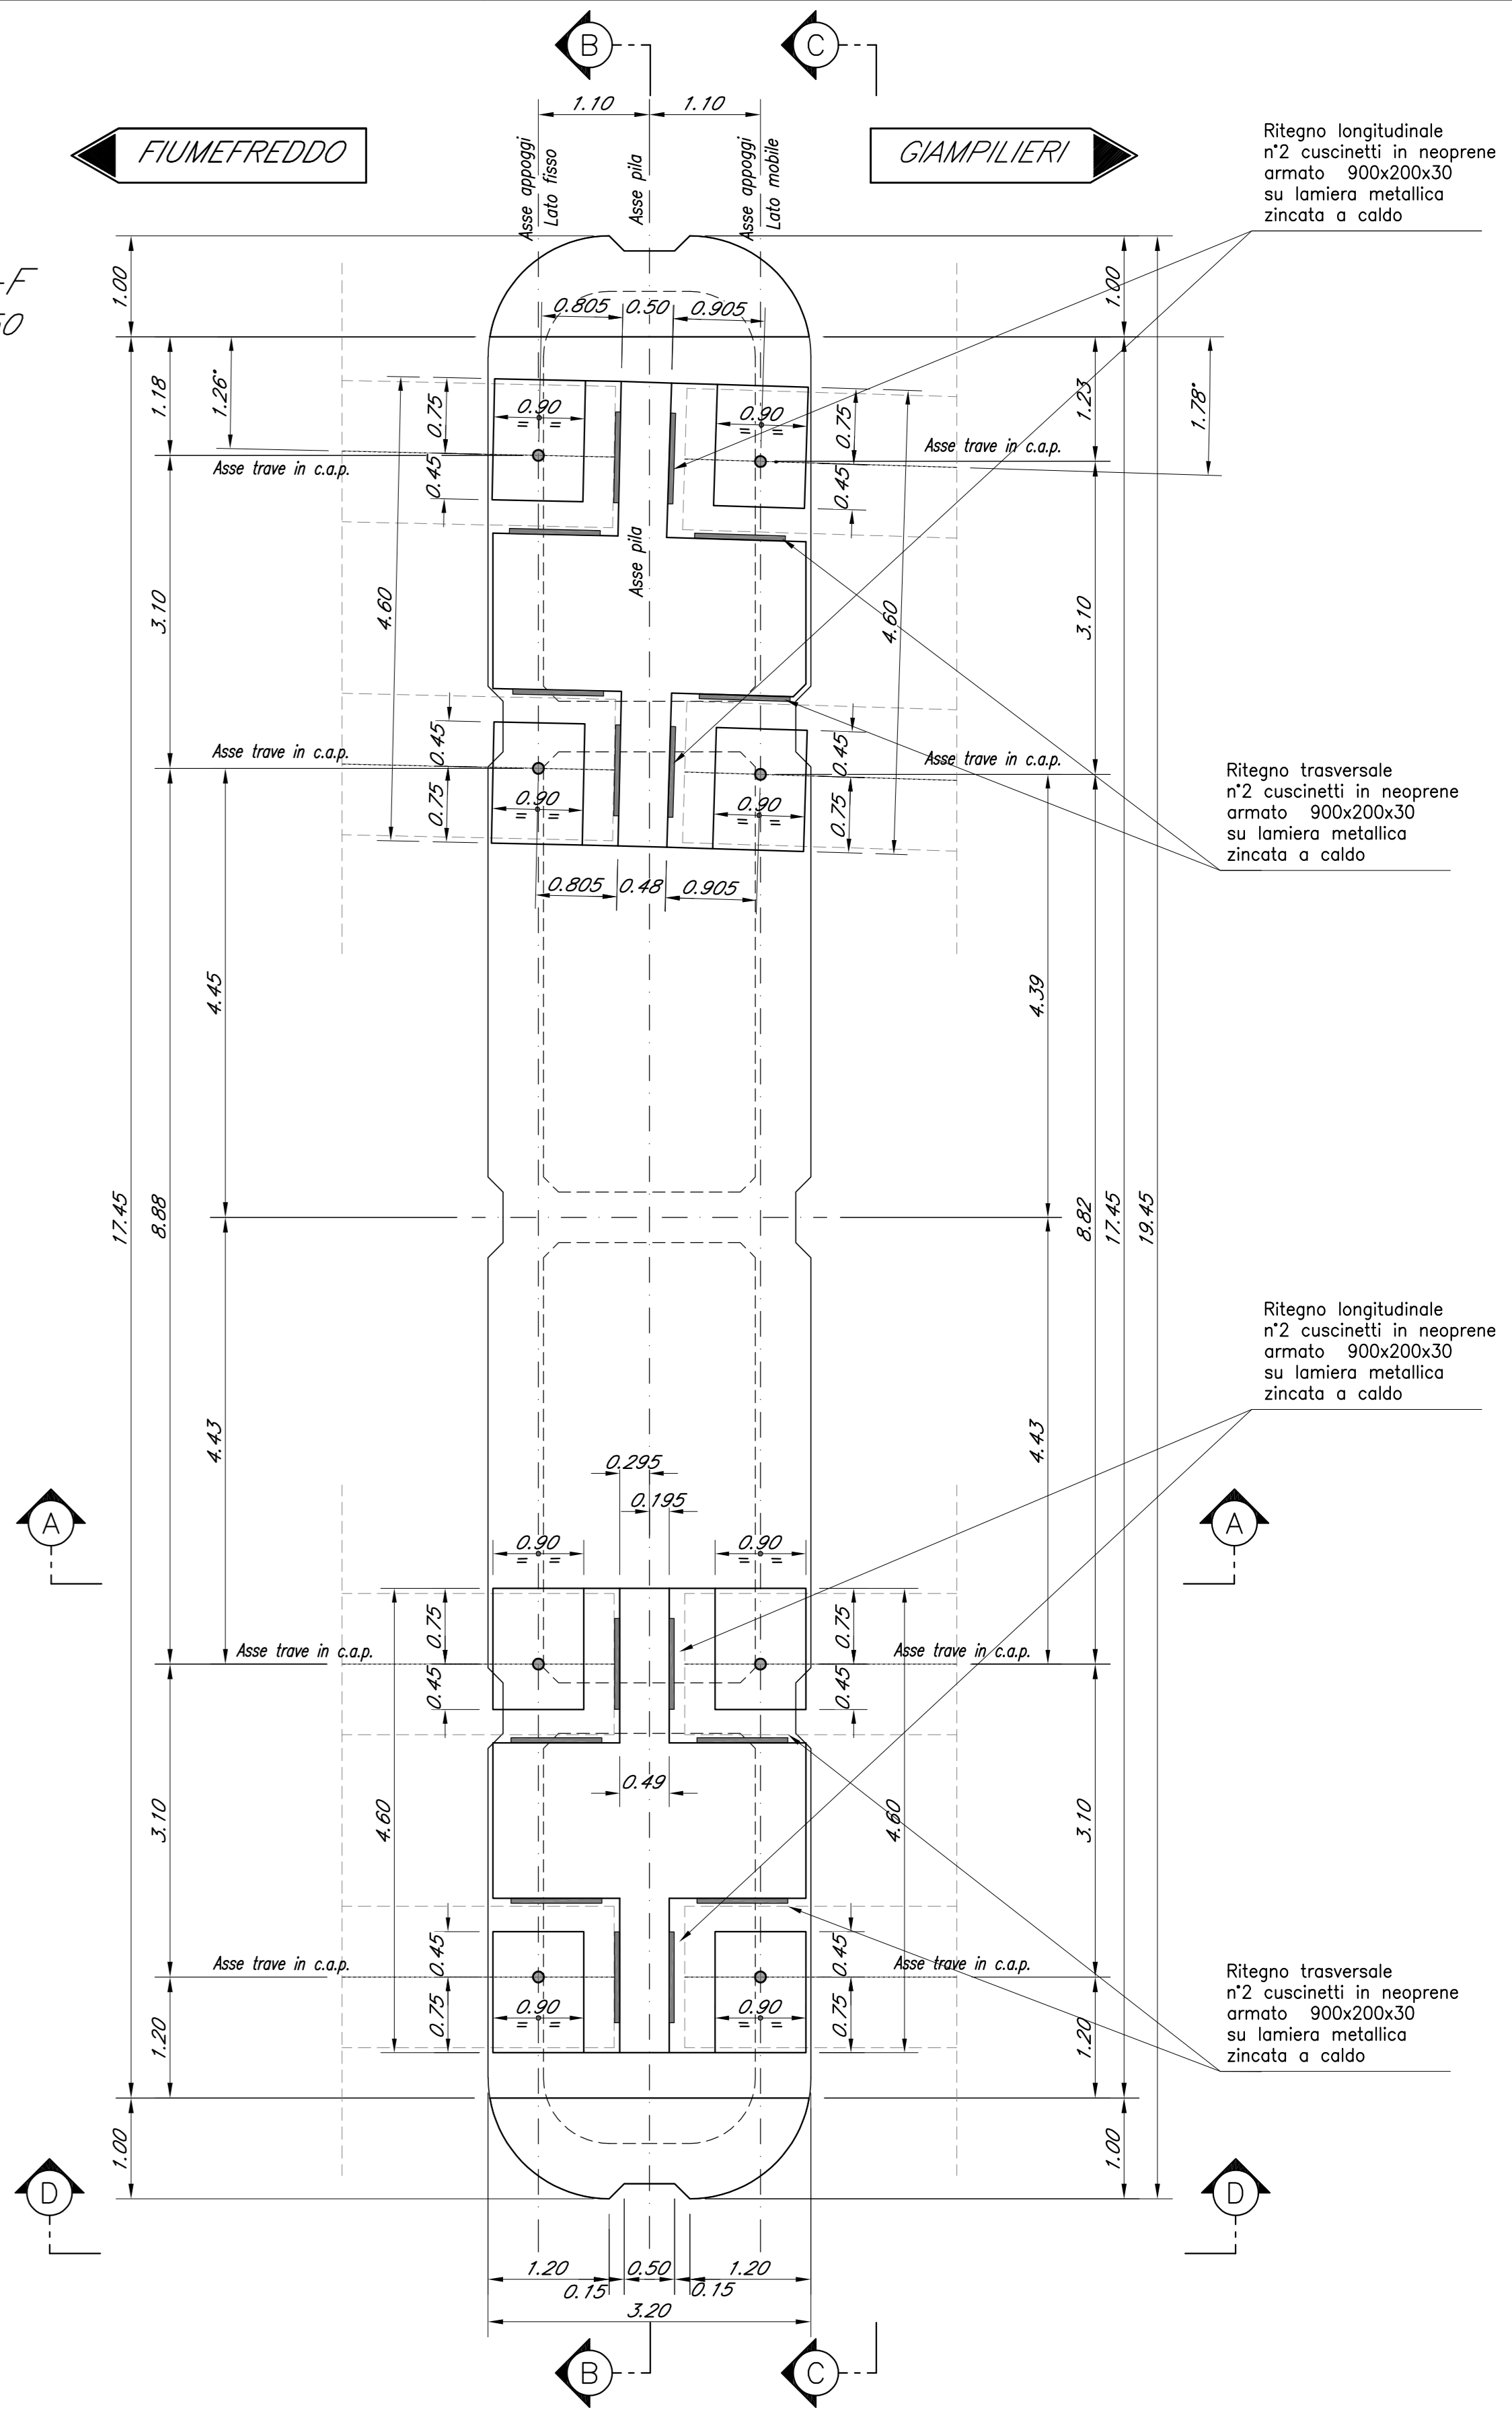 B
C
1.10
1.10
FIUMEFREDDO
GIAMPILIERI
Asse appoggi
Lato fisso
Asse pila
Asse appoggi
Lato mobile
Ritegno longitudinale
n°2 cuscinetti in neoprene
armato 900x200x30
su lamiera metallica
zincata a caldo
1.00
1.00
0.805
0.50
0.905
1.18
1.26°
0.75
0.90
= =
0.90
= =
0.75
1.23
1.78°
Asse trave in c.a.p.
Asse trave in c.a.p.
0.45
0.45
Asse pila
3.10
4.60
4.60
3.10
Asse trave in c.a.p.
0.45
0.45
Asse trave in c.a.p.
0.75
0.90
= =
0.90
= =
0.75
Ritegno trasversale
n°2 cuscinetti in neoprene
armato 900x200x30
su lamiera metallica
zincata a caldo
0.805
0.48
0.905
4.45
4.39
17.45
8.88
8.82
17.45
19.45
Ritegno longitudinale
n°2 cuscinetti in neoprene
armato 900x200x30
su lamiera metallica
zincata a caldo
4.43
4.43
0.295
0.195
A
A
0.90
= =
0.90
= =
0.75
0.75
Asse trave in c.a.p.
Asse trave in c.a.p.
0.45
0.45
3.10
4.60
0.49
4.60
3.10
Asse trave in c.a.p.
0.45
0.45
Asse trave in c.a.p.
0.75
0.90
= =
0.90
= =
0.75
1.20
1.20
Ritegno trasversale
n°2 cuscinetti in neoprene
armato 900x200x30
su lamiera metallica
zincata a caldo
1.00
1.00
D
D
1.20
0.50
1.20
0.15
0.15
3.20
B
C